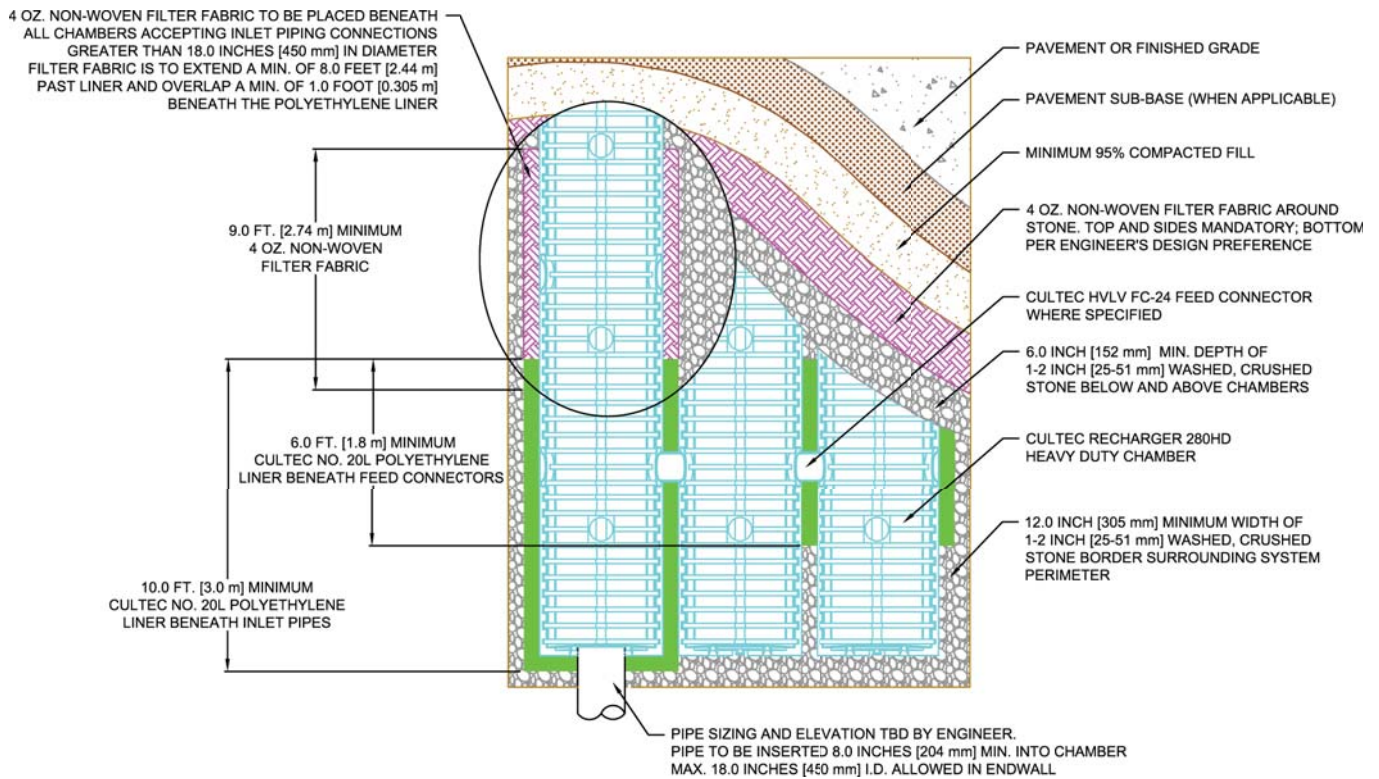 4 OZ. NON-WOVEN FILTER FABRIC TO BE PLACED BENEATH
ALL CHAMBERS ACCEPTING INLET PIPING CONNECTIONS
GREATER THAN 18.0 INCHES [450 mm] IN DIAMETER
FILTER FABRIC IS TO EXTEND A MIN. OF 8.0 FEET [2.44 m]
PAST LINER AND OVERLAP A MIN. OF 1.0 FOOT [0.305 m]
BENEATH THE POLYETHYLENE LINER
9.0 FT. [2.74 m] MINIMUM
4 OZ. NON-WOVEN
FILTER FABRIC
6.0 FT. [1.8 m] MINIMUM
CULTEC NO. 20L POLYETHYLENE
LINER BENEATH FEED CONNECTORS
10.0 FT. [3.0 m] MINIMUM
CULTEC NO. 20L POLYETHYLENE
LINER BENEATH INLET PIPES
PAVEMENT OR FINISHED GRADE
PAVEMENT SUB-BASE (WHEN APPLICABLE)
MINIMUM 95% COMPACTED FILL
4 OZ. NON-WOVEN FILTER FABRIC AROUND
STONE. TOP AND SIDES MANDATORY; BOTTOM
PER ENGINEER'S DESIGN PREFERENCE
CULTEC HVLV FC-24 FEED CONNECTOR
WHERE SPECIFIED
6.0 INCH [152 mm] MIN. DEPTH OF
1-2 INCH [25-51 mm] WASHED, CRUSHED
STONE BELOW AND ABOVE CHAMBERS
CULTEC RECHARGER 280HD
HEAVY DUTY CHAMBER
12.0 INCH [305 mm] MINIMUM WIDTH OF
1-2 INCH [25-51 mm] WASHED, CRUSHED
STONE BORDER SURROUNDING SYSTEM
PERIMETER
PIPE SIZING AND ELEVATION TBD BY ENGINEER.
PIPE TO BE INSERTED 8.0 INCHES [204 mm] MIN. INTO CHAMBER
MAX. 18.0 INCHES [450 mm] I.D. ALLOWED IN ENDWALL